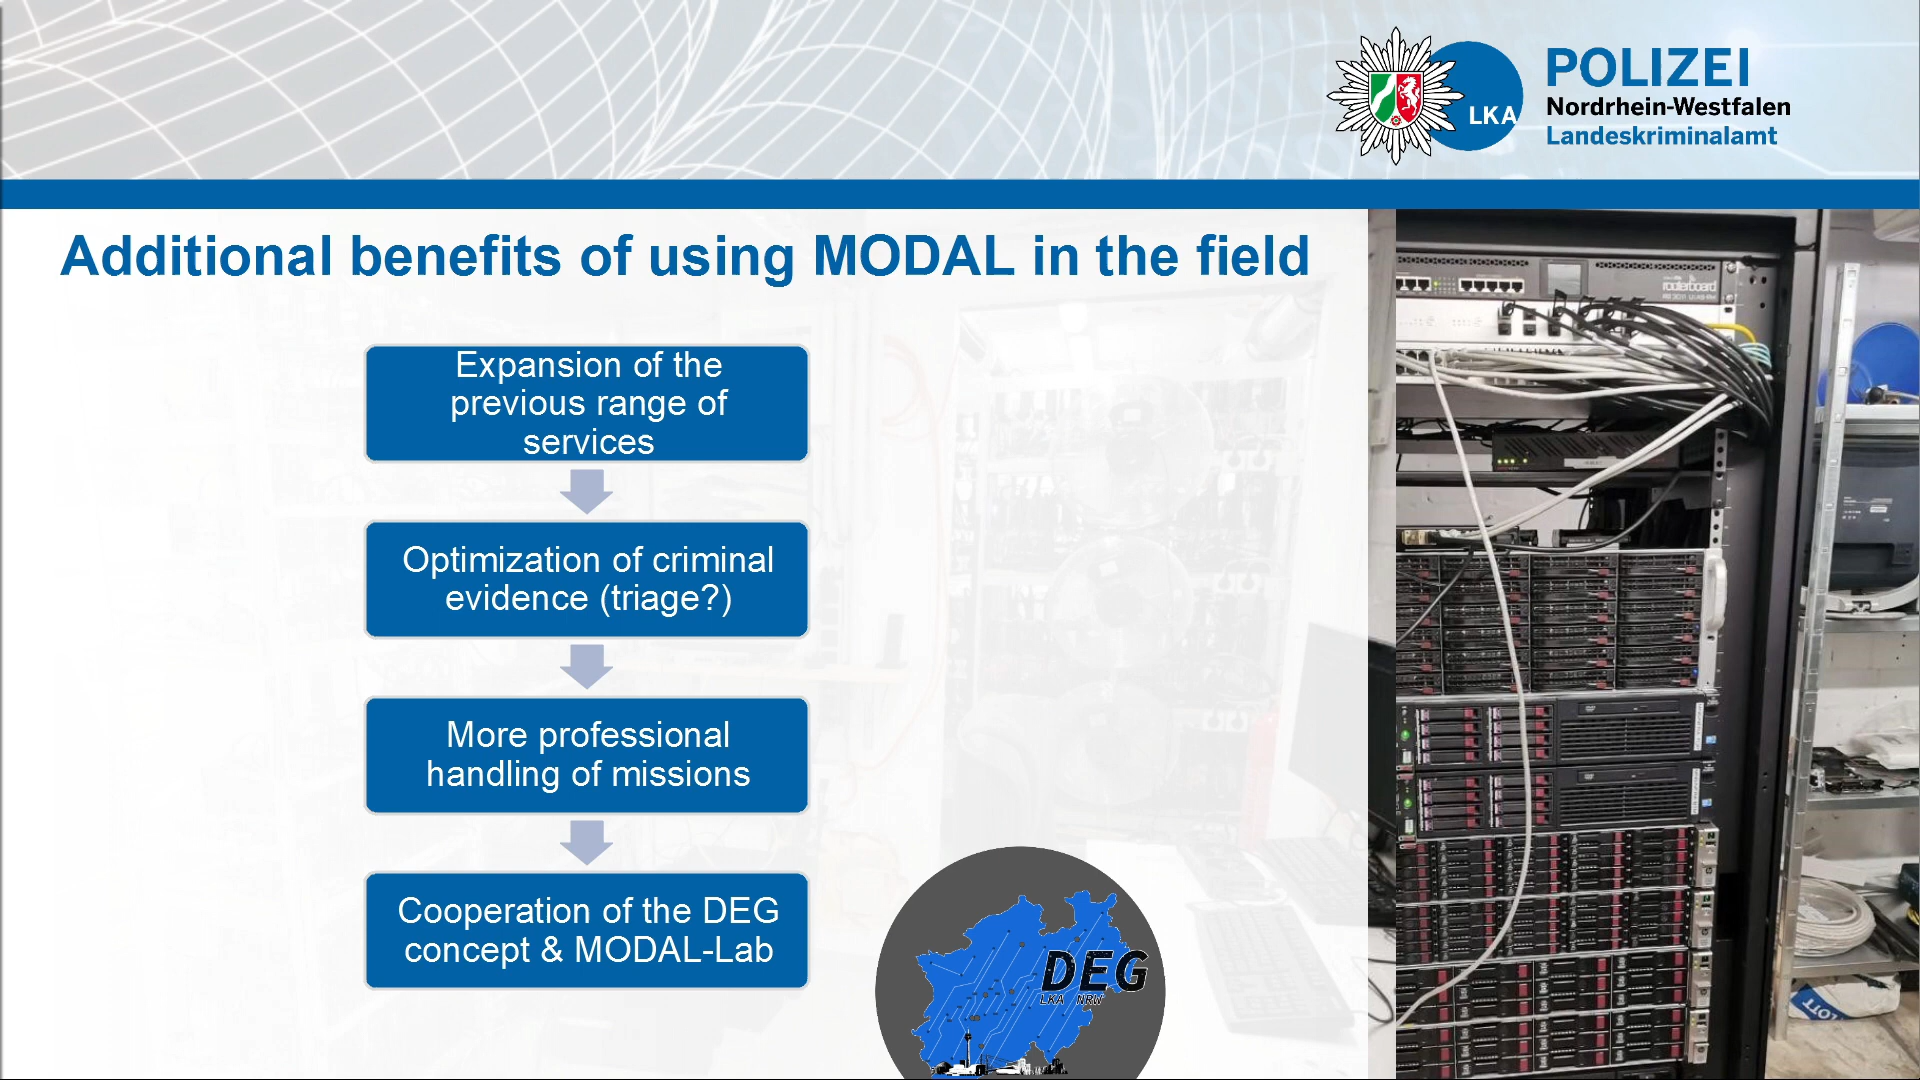 LKA
POLIZEI
Nordrhein-Westfalen
Landeskriminalamt
Additional benefits of using MODAL in the field
Expansion of the
previous range of
services
Optimization of criminal
evidence (triage?)
More professional
handling of missions
Cooperation of the DEG
concept & MODAL-Lab
DEG
LKA NRW
routerboard
LOTT